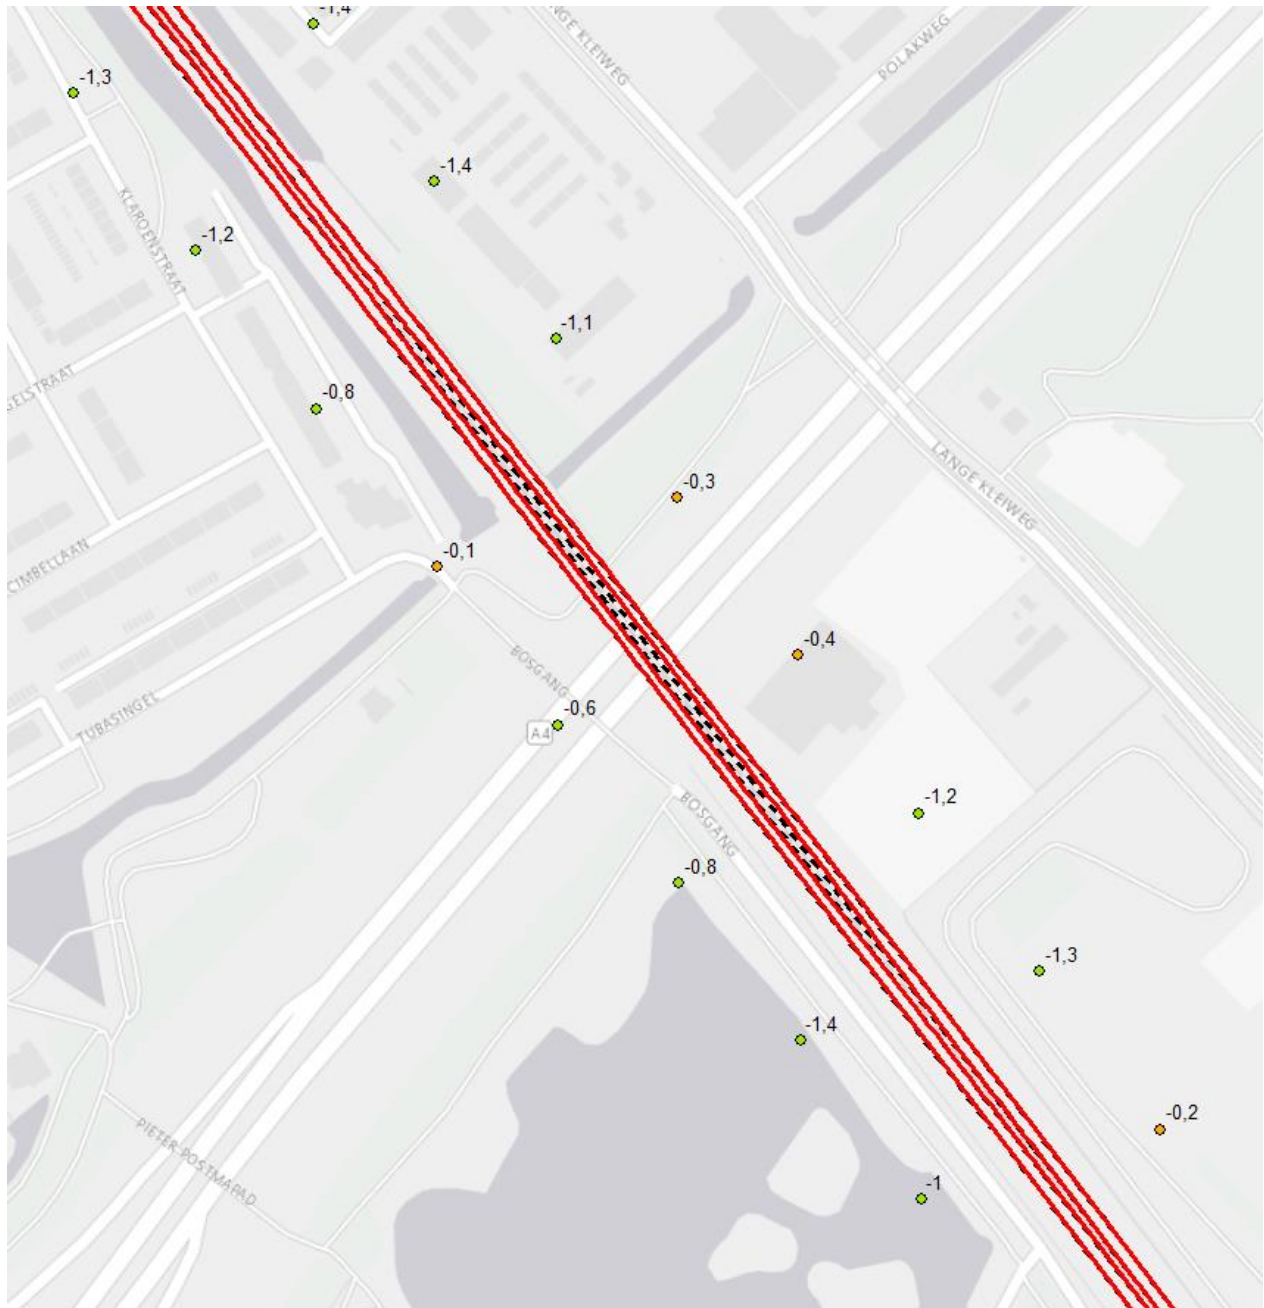 -1,4
NGE KLEIWEG
POLAKWEG
-1,3
-1,4
KLAROENSTRAAT
-1,2
-1,1
GELSTRAAT
-0,8
LANGE KLEIWEG
-0,3
CIMBELLAAN
-0,1
BOSGANG
-0,4
TUBASINGEL
-0,6
A4
-1,2
BOSGANG
-0,8
-1,3
-1,4
PIETER POSTMAPAD
-0,2
-1